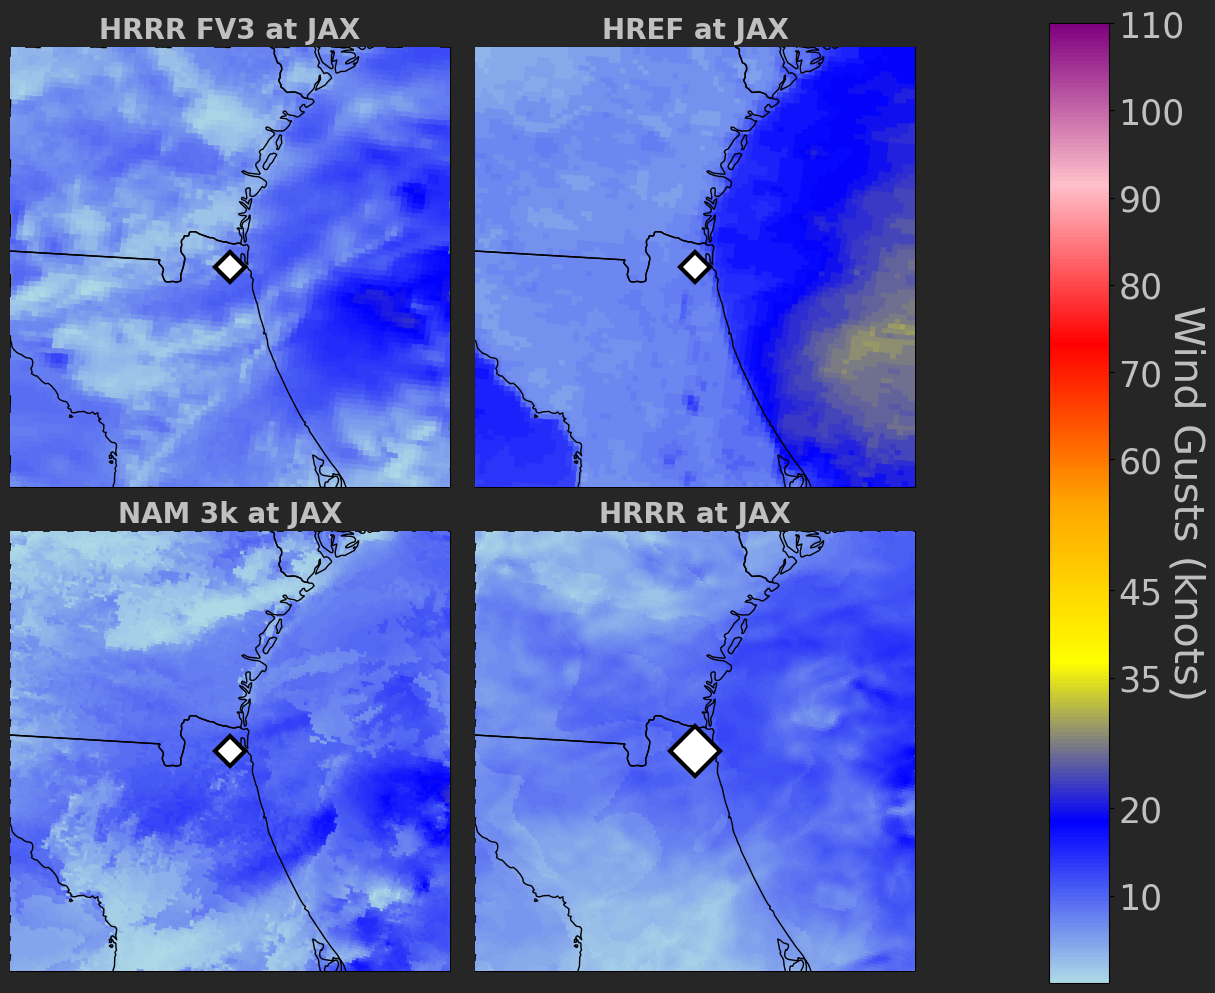 HRRR FV3 at JAX
HREF at JAX
NAM 3k at JAX
HRRR at JAX
110
100
90
80
70
60
45
35
20
10
Wind Gusts (knots)